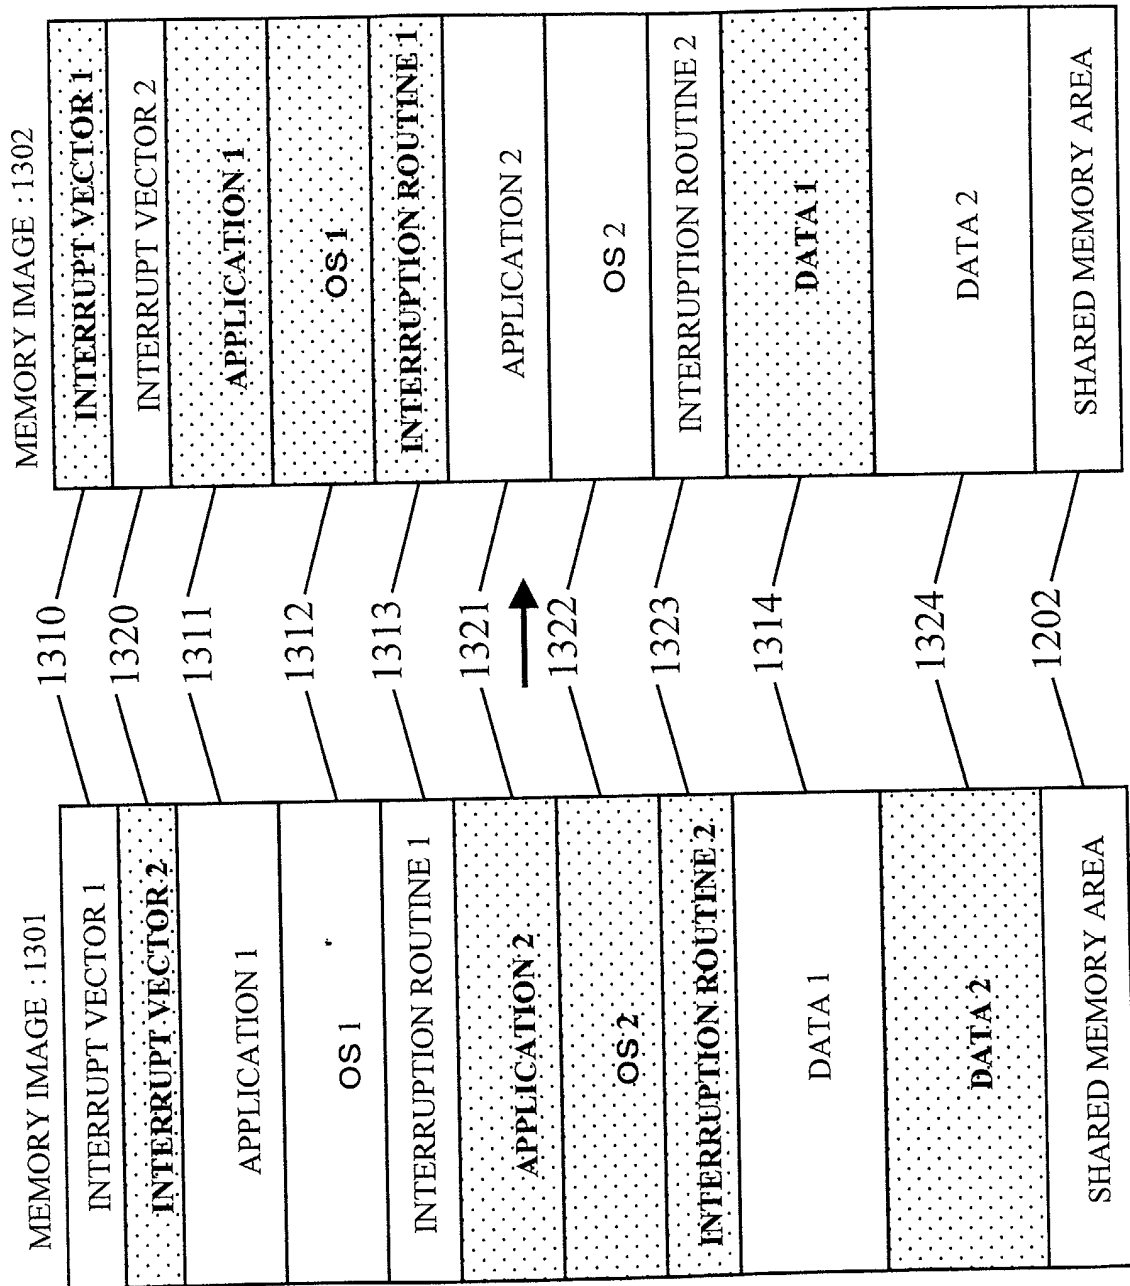 MEMORY IMAGE :1301
INTERRUPT VECTOR 1
INTERRUPT VECTOR 2
APPLICATION 1
OS 1
INTERRUPTION ROUTINE 1
APPLICATION 2
OS 2
INTERRUPTION ROUTINE 2
DATA 1
DATA 2
SHARED MEMORY AREA
1310
1320
1311
1312
1313
1321
1322
1323
1314
1324
1202
MEMORY IMAGE :1302
INTERRUPT VECTOR 1
INTERRUPT VECTOR 2
APPLICATION 1
OS 1
INTERRUPTION ROUTINE 1
APPLICATION 2
OS 2
INTERRUPTION ROUTINE 2
DATA 1
DATA 2
SHARED MEMORY AREA